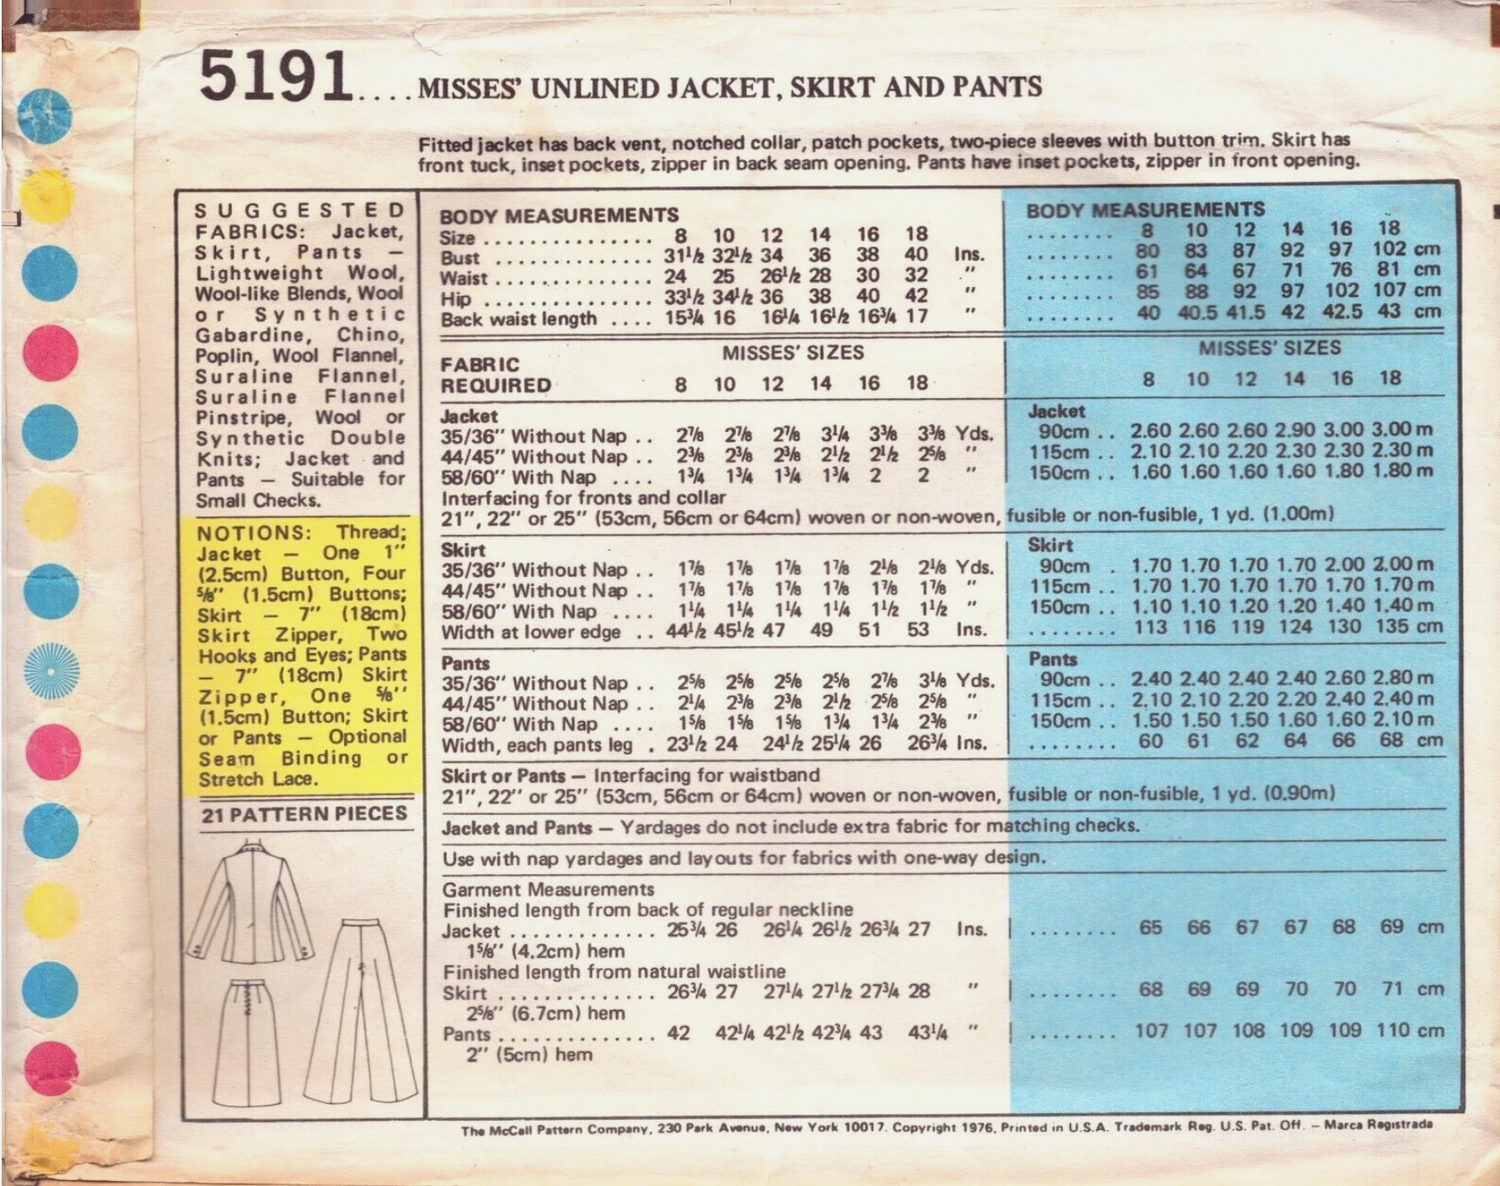 5191....MISSES' UNLINED JACKET, SKIRT AND PANTS
Fitted jacket has back vent, notched collar, patch pockets, two-piece sleeves with button trim. Skirt has
front tuck, inset pockets, zipper in back seam opening. Pants have inset pockets, zipper in front opening.
SUGGESTED
FABRICS: Jacket,
Skirt, Pants —
Lightweight Wool,
Wool-like Blends, Wool
or Synthetic
Gabardine, Chino,
Poplin, Wool Flannel,
Suraline Flannel,
Suraline Flannel
Pinstripe, Wool or
Synthetic Double
Knits; Jacket and
Pants — Suitable for
Small Checks.
NOTIONS: Thread;
Jacket — One 1"
(2.5cm) Button, Four
⅝" (1.5cm) Buttons;
Skirt — 7" (18cm)
Skirt Zipper, Two
Hooks and Eyes; Pants
— 7" (18cm) Skirt
Zipper, One ⅝"
(1.5cm) Button; Skirt
or Pants — Optional
Seam Binding or
Stretch Lace.
21 PATTERN PIECES
BODY MEASUREMENTS
Size ............... 8 10 12 14 16 18
Bust ............... 31½ 32½ 34 36 38 40 Ins.
Waist .............. 24 25 26½ 28 30 32 "
Hip ............... 33½ 34½ 36 38 40 42 "
Back waist length .... 15¾ 16 16¼ 16½ 16¾ 17 "
BODY MEASUREMENTS
........ 8 10 12 14 16 18
........ 80 83 87 92 97 102 cm
........ 61 64 67 71 76 81 cm
........ 85 88 92 97 102 107 cm
........ 40 40.5 41.5 42 42.5 43 cm
FABRIC MISSES' SIZES
REQUIRED 8 10 12 14 16 18
MISSES' SIZES
8 10 12 14 16 18
Jacket
35/36" Without Nap .. 2⅞ 2⅞ 2⅞ 3¼ 3⅜ 3⅜ Yds.
44/45" Without Nap .. 2⅜ 2⅜ 2⅜ 2½ 2½ 2⅝ "
58/60" With Nap .... 1¾ 1¾ 1¾ 1¾ 2 2 "
Jacket
90cm .. 2.60 2.60 2.60 2.90 3.00 3.00 m
115cm .. 2.10 2.10 2.20 2.30 2.30 2.30 m
150cm .. 1.60 1.60 1.60 1.60 1.80 1.80 m
Interfacing for fronts and collar
21", 22" or 25" (53cm, 56cm or 64cm) woven or non-woven, fusible or non-fusible, 1 yd. (1.00m)
Skirt
35/36" Without Nap .. 1⅞ 1⅞ 1⅞ 1⅞ 2⅛ 2⅛ Yds.
44/45" Without Nap .. 1⅞ 1⅞ 1⅞ 1⅞ 1⅞ 1⅞ "
58/60" With Nap .... 1¼ 1¼ 1¼ 1¼ 1½ 1½ "
Width at lower edge .. 44½ 45½ 47 49 51 53 Ins.
Skirt
90cm . 1.70 1.70 1.70 1.70 2.00 2.00 m
115cm .. 1.70 1.70 1.70 1.70 1.70 1.70 m
150cm .. 1.10 1.10 1.20 1.20 1.40 1.40 m
........ 113 116 119 124 130 135 cm
Pants
35/36" Without Nap .. 2⅝ 2⅝ 2⅝ 2⅝ 2⅞ 3⅛ Yds.
44/45" Without Nap .. 2¼ 2⅜ 2⅜ 2½ 2⅝ 2⅝ "
58/60" With Nap .... 1⅝ 1⅝ 1⅝ 1¾ 1¾ 2⅜ "
Width, each pants leg . 23½ 24 24½ 25¼ 26 26¾ Ins.
Pants
90cm .. 2.40 2.40 2.40 2.40 2.60 2.80 m
115cm .. 2.10 2.10 2.20 2.20 2.40 2.40 m
150cm .. 1.50 1.50 1.50 1.60 1.60 2.10 m
........ 60 61 62 64 66 68 cm
Skirt or Pants — Interfacing for waistband
21", 22" or 25" (53cm, 56cm or 64cm) woven or non-woven, fusible or non-fusible, 1 yd. (0.90m)
Jacket and Pants — Yardages do not include extra fabric for matching checks.
Use with nap yardages and layouts for fabrics with one-way design.
Garment Measurements
Finished length from back of regular neckline
Jacket ............. 25¾ 26 26¼ 26½ 26¾ 27 Ins. ........ 65 66 67 67 68 69 cm
1⅝" (4.2cm) hem
Finished length from natural waistline
Skirt .............. 26¾ 27 27¼ 27½ 27¾ 28 " ........ 68 69 69 70 70 71 cm
2⅝" (6.7cm) hem
Pants .............. 42 42¼ 42½ 42¾ 43 43¼ " ........ 107 107 108 109 109 110 cm
2" (5cm) hem
The McCall Pattern Company, 230 Park Avenue, New York 10017. Copyright 1976, Printed in U.S.A. Trademark Reg. U.S. Pat. Off. — Marca Registrada